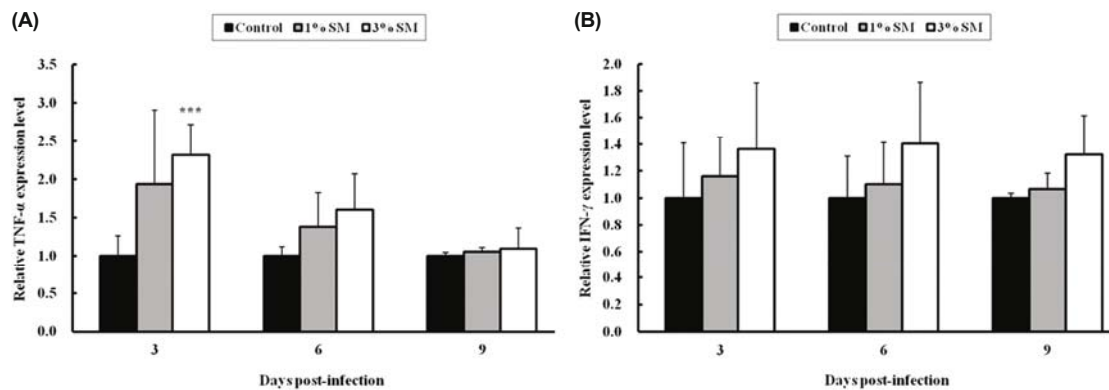 (A)
Control 1% SM 3% SM
Relative TNF-α expression level
3.5
3.0
2.5
2.0
1.5
1.0
0.5
0.0
***
3 6 9
Days post-infection
(B)
Control 1% SM 3% SM
Relative IFN-γ expression level
2.0
1.8
1.6
1.4
1.2
1.0
0.8
0.6
0.4
0.2
0.0
3 6 9
Days post-infection